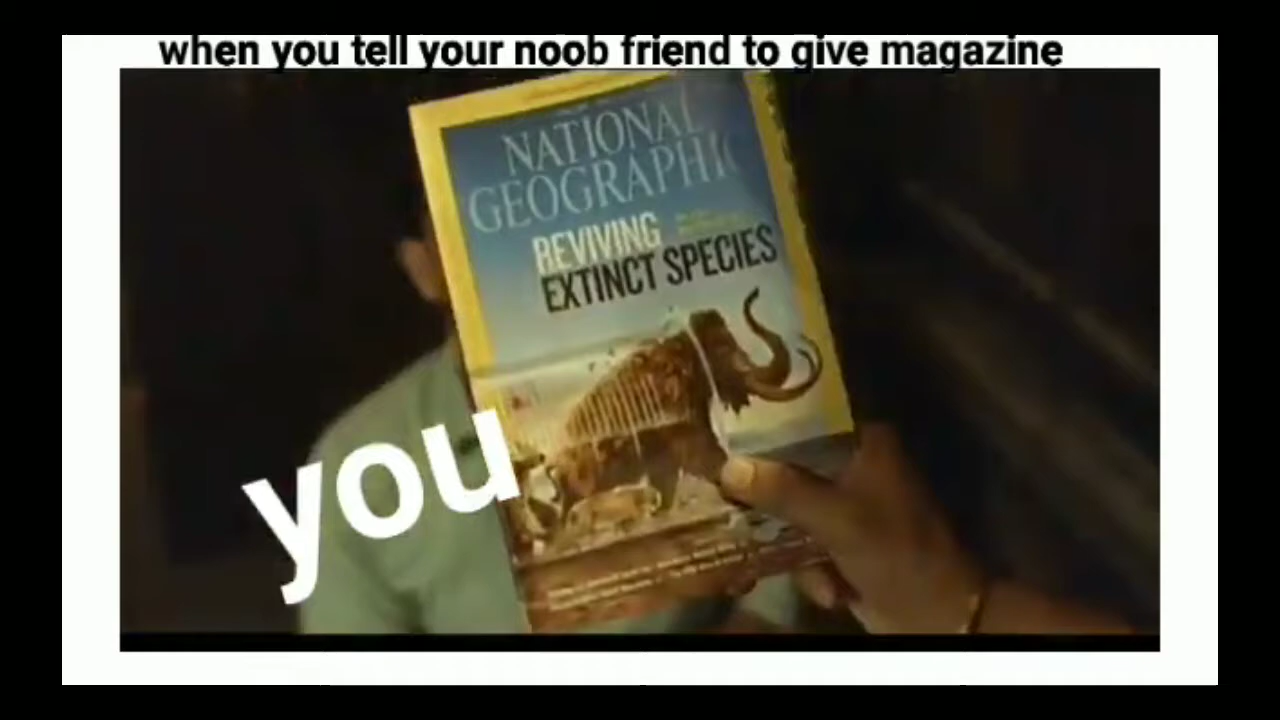 when you tell your noob friend to give magazine
NATIONAL
GEOGRAPHIC
REVIVING
EXTINCT SPECIES
you